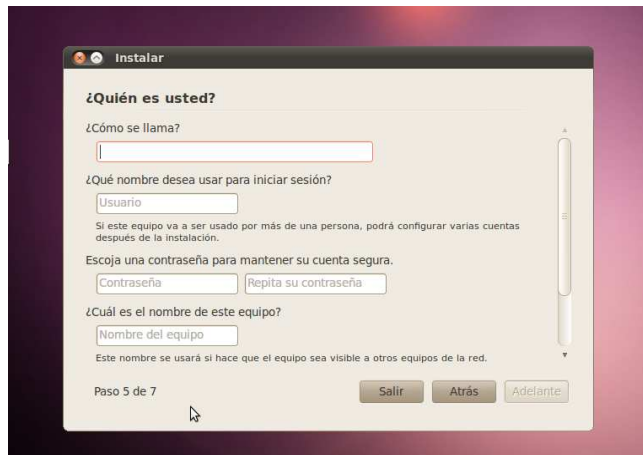 Instalar
¿Quién es usted?
¿Cómo se llama?
¿Qué nombre desea usar para iniciar sesión?
Usuario
Si este equipo va a ser usado por más de una persona, podrá configurar varias cuentas
después de la instalación.
Escoja una contraseña para mantener su cuenta segura.
Contraseña Repita su contraseña
¿Cuál es el nombre de este equipo?
Nombre del equipo
Este nombre se usará si hace que el equipo sea visible a otros equipos de la red.
Paso 5 de 7 Salir Atrás Adelante